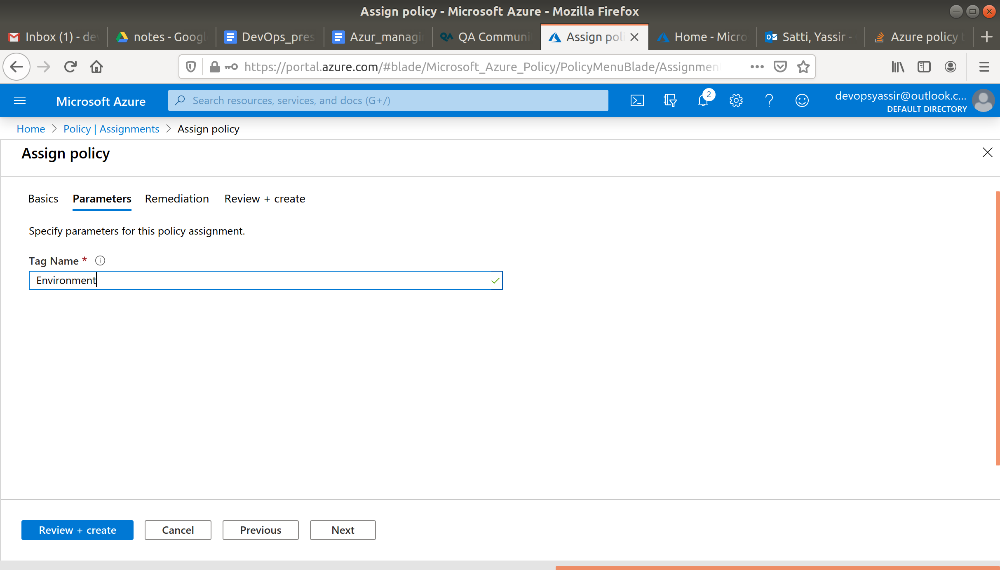 Assign policy - Microsoft Azure - Mozilla Firefox
Inbox (1) - dev
notes - Googl
DevOps_pres
Azur_managin
QA Communi
Assign poli
Home - Micro
Satti, Yassir -
Azure policy t
https://portal.azure.com/#blade/Microsoft_Azure_Policy/PolicyMenuBlade/Assignmen
Microsoft Azure
Search resources, services, and docs (G+/)
2
devopsyassir@outlook.c...
DEFAULT DIRECTORY
Home > Policy | Assignments > Assign policy
Assign policy
Basics
Parameters
Remediation
Review + create
Specify parameters for this policy assignment.
Tag Name *
Environment
Review + create
Cancel
Previous
Next